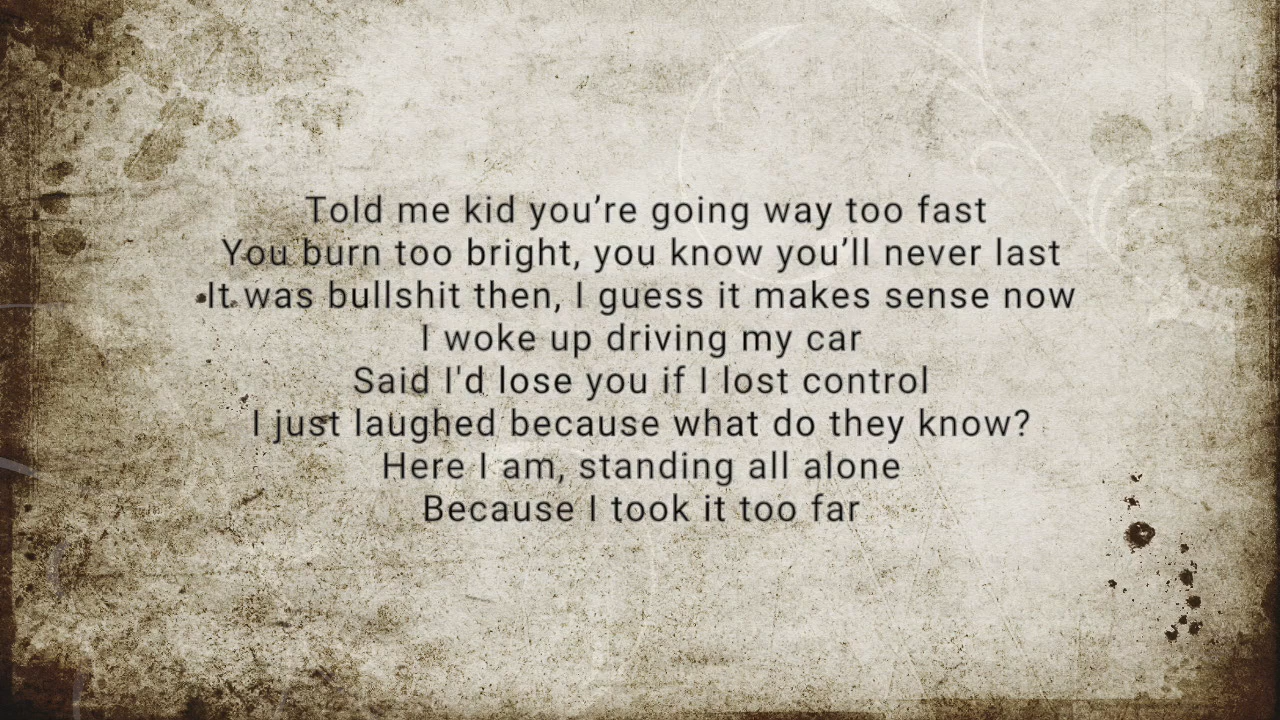 Told me kid you’re going way too fast
You burn too bright, you know you’ll never last
It was bullshit then, I guess it makes sense now
I woke up driving my car
Said I'd lose you if I lost control
I just laughed because what do they know?
Here I am, standing all alone
Because I took it too far